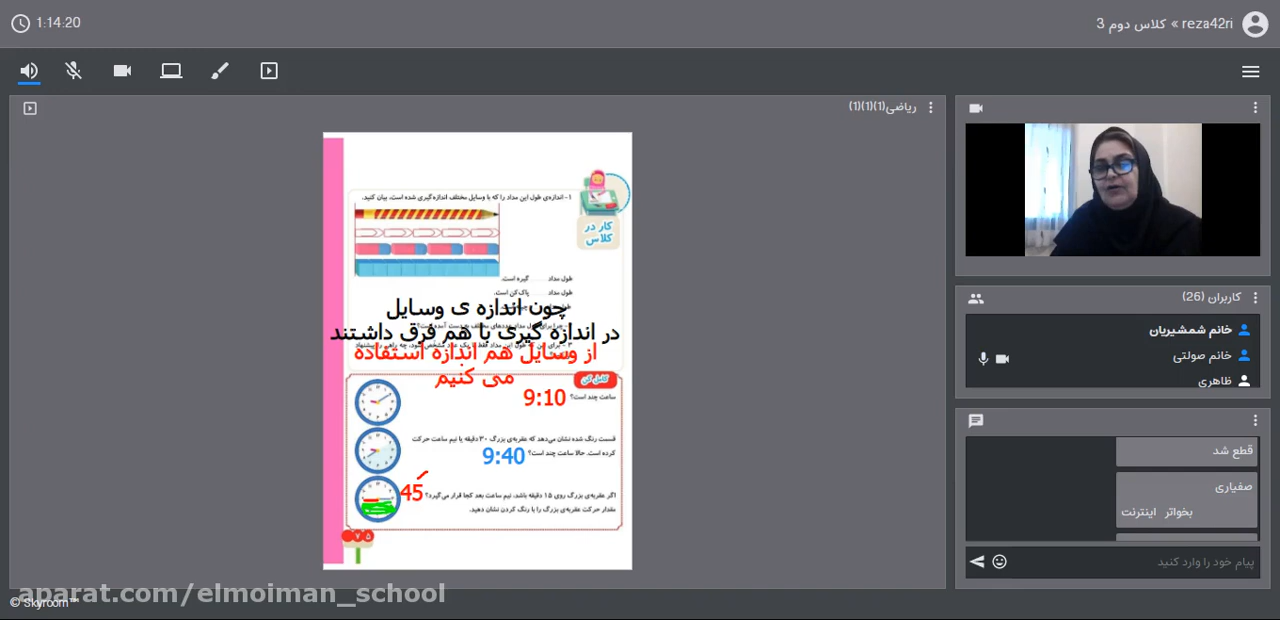 1:14:20
reza42ri » کلاس دوم 3
ریاضی(1)(1)(1)
۱- اندازه‌ی طول این مداد را که با وسایل مختلف اندازه گیری شده است، بیان کنید.
کار در
کلاس
طول مداد ...... گیره است.
طول مداد ...... پاک کن است.
چون اندازه ی وسایل
در اندازه گیری با هم فرق داشتند
از وسایل هم اندازه استفاده
می کنیم
کامل کن
ساعت چند است؟ 9:10
قسمت رنگ شده نشان می‌دهد که عقربه‌ی بزرگ ۳۰ دقیقه یا نیم ساعت حرکت
کرده است. حالا ساعت چند است؟ 9:40
اگر عقربه‌ی بزرگ روی ۱۵ دقیقه باشد، نیم ساعت بعد کجا قرار می‌گیرد؟ 45
مقدار حرکت عقربه‌ی بزرگ را با رنگ کردن نشان دهید.
۷۵
کاربران (26)
خانم شمشیریان
خانم صولتی
ظاهری
قطع شد
صفیاری
بخواتر اینترنت
پیام خود را وارد کنید
aparat.com/elmoiman_school
© Skyroom™